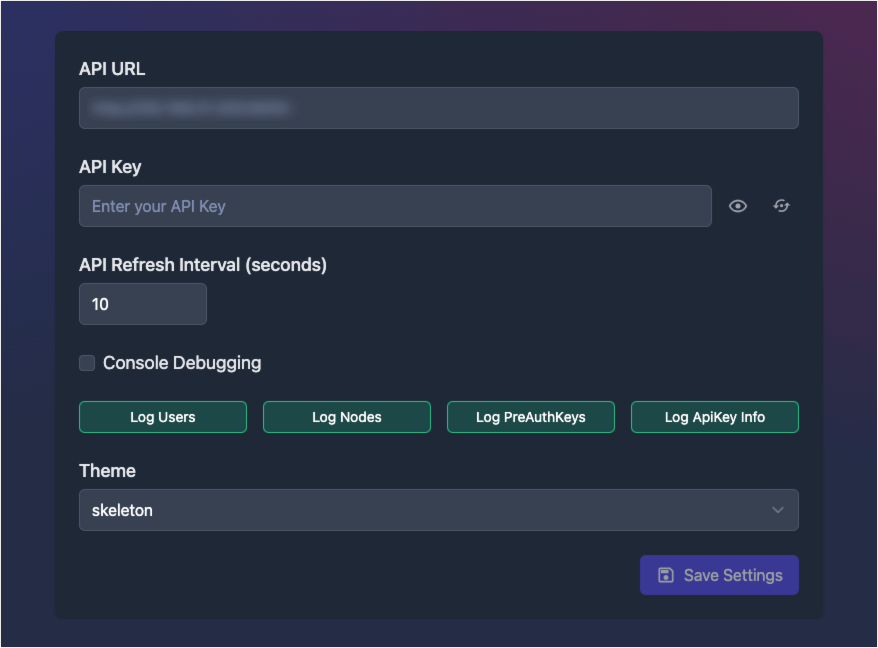 API URL
API Key
Enter your API Key
API Refresh Interval (seconds)
10
Console Debugging
Log Users
Log Nodes
Log PreAuthKeys
Log ApiKey Info
Theme
skeleton
Save Settings